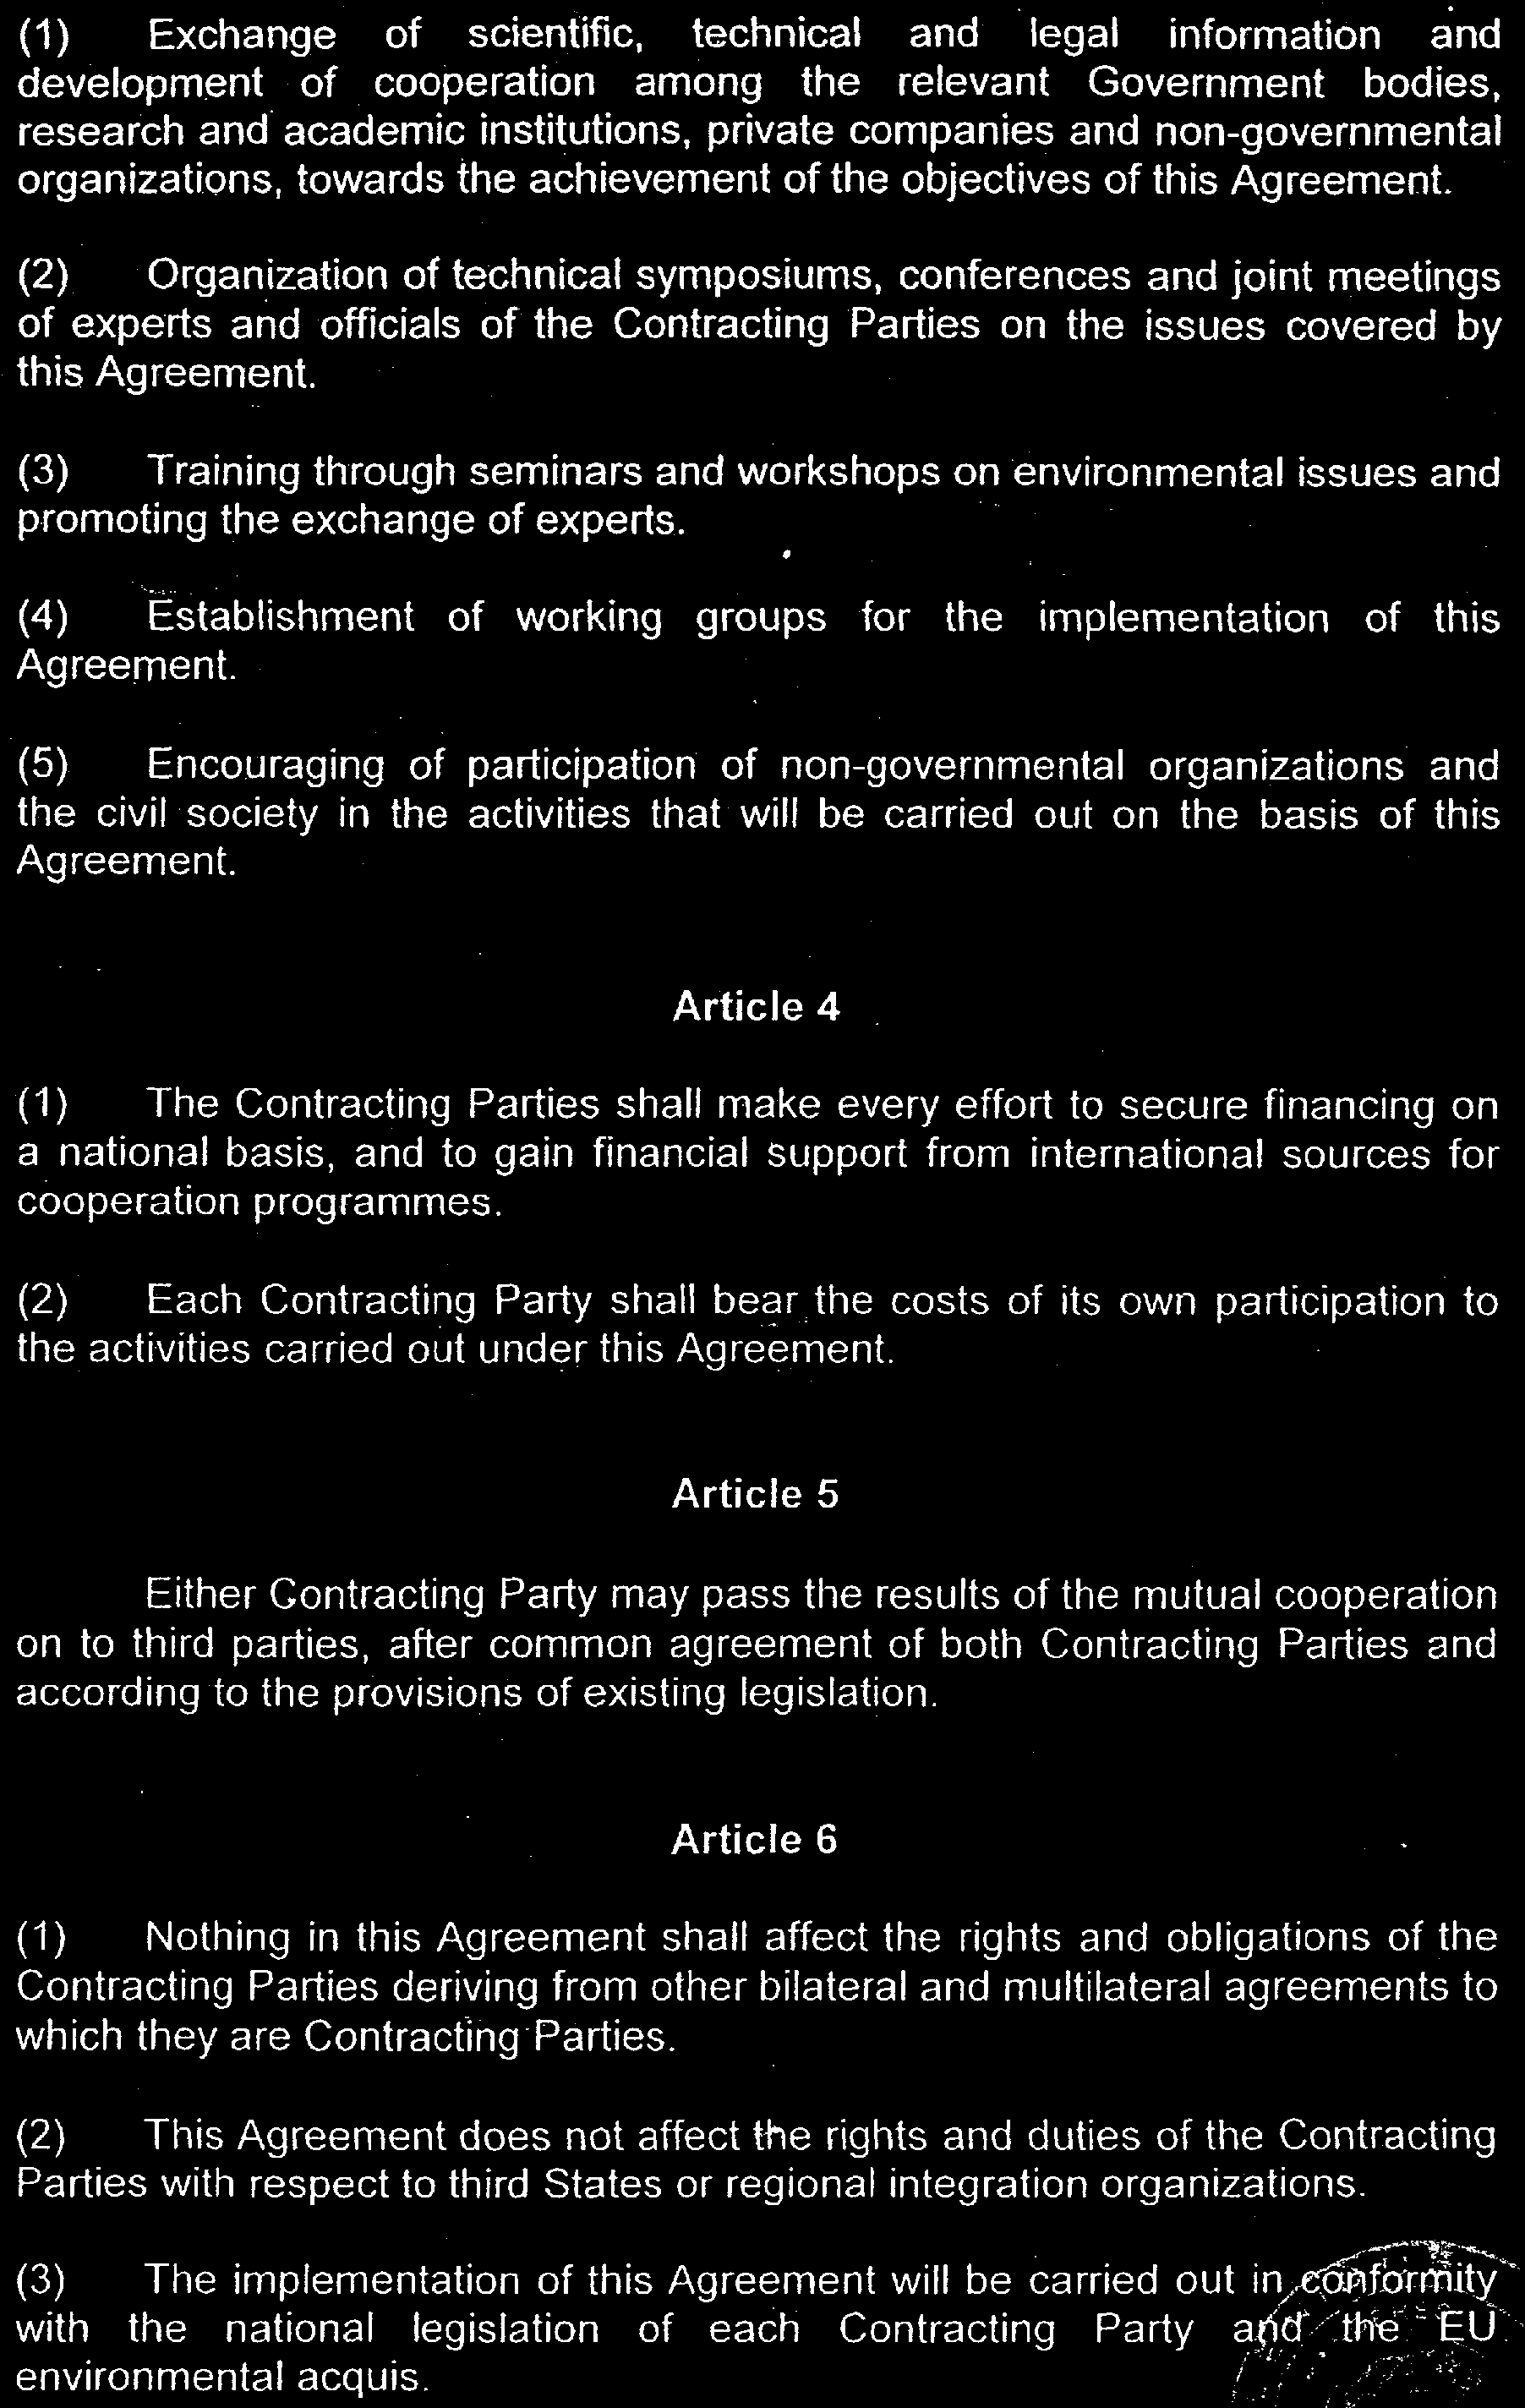 (1) Exchange of scientific, technical and legal information and
development of cooperation among the relevant Government bodies,
research and academic institutions, private companies and non-governmental
organizations, towards the achievement of the objectives of this Agreement.
(2) Organization of technical symposiums, conferences and joint meetings
of experts and officials of the Contracting Parties on the issues covered by
this Agreement.
(3) Training through seminars and workshops on environmental issues and
promoting the exchange of experts.
(4) Establishment of working groups for the implementation of this
Agreement.
(5) Encouraging of participation of non-governmental organizations and
the civil society in the activities that will be carried out on the basis of this
Agreement.
Article 4
(1) The Contracting Parties shall make every effort to secure financing on
a national basis, and to gain financial support from international sources for
cooperation programmes.
(2) Each Contracting Party shall bear the costs of its own participation to
the activities carried out under this Agreement.
Article 5
Either Contracting Party may pass the results of the mutual cooperation
on to third parties, after common agreement of both Contracting Parties and
according to the provisions of existing legislation.
Article 6
(1) Nothing in this Agreement shall affect the rights and obligations of the
Contracting Parties deriving from other bilateral and multilateral agreements to
which they are Contracting Parties.
(2) This Agreement does not affect the rights and duties of the Contracting
Parties with respect to third States or regional integration organizations.
(3) The implementation of this Agreement will be carried out in conformity
with the national legislation of each Contracting Party and the EU
environmental acquis.